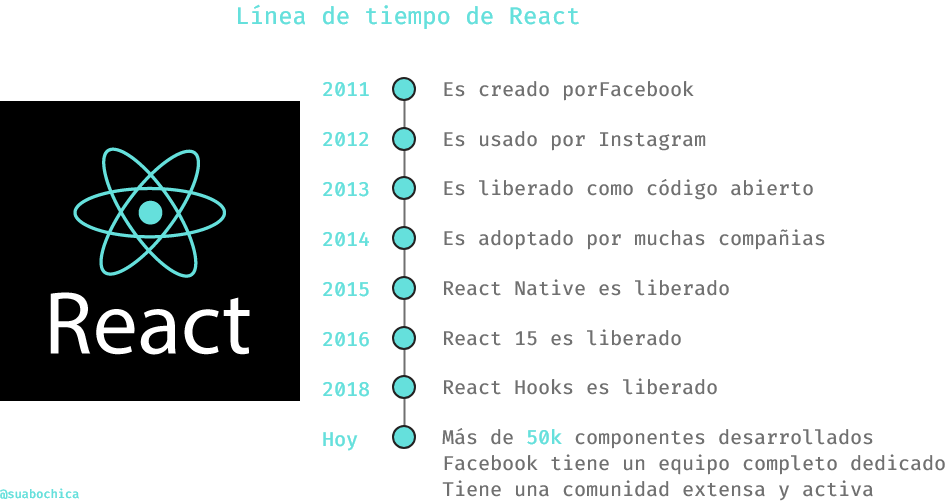 Línea de tiempo de React
React
2011 Es creado porFacebook
2012 Es usado por Instagram
2013 Es liberado como código abierto
2014 Es adoptado por muchas compañias
2015 React Native es liberado
2016 React 15 es liberado
2018 React Hooks es liberado
Hoy Más de 50k componentes desarrollados
Facebook tiene un equipo completo dedicado
Tiene una comunidad extensa y activa
@suabochica